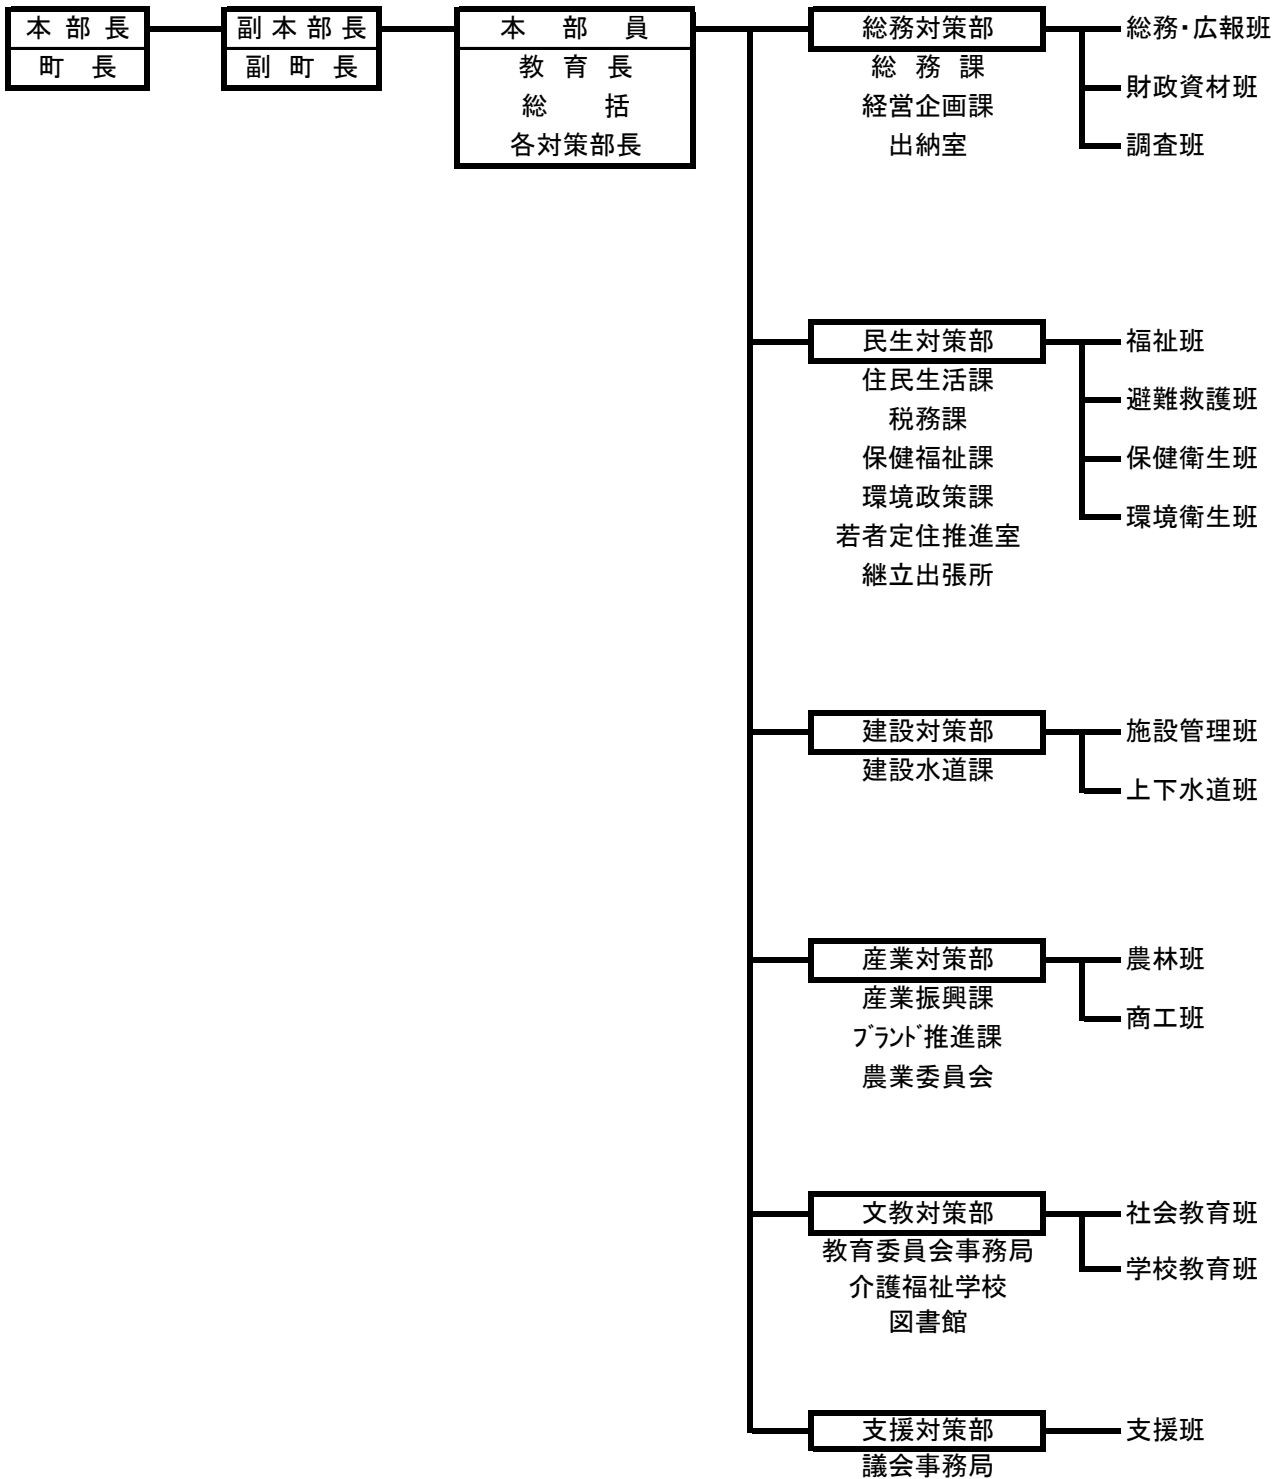 本部長
町長
副本部長
副町長
本部員
教育長
総括
各対策部長
総務対策部
総務課
経営企画課
出納室
総務・広報班
財政資材班
調査班
民生対策部
住民生活課
税務課
保健福祉課
環境政策課
若者定住推進室
継立出張所
福祉班
避難救護班
保健衛生班
環境衛生班
建設対策部
建設水道課
施設管理班
上下水道班
産業対策部
産業振興課
ﾌﾞﾗﾝﾄﾞ推進課
農業委員会
農林班
商工班
文教対策部
教育委員会事務局
介護福祉学校
図書館
社会教育班
学校教育班
支援対策部
議会事務局
支援班